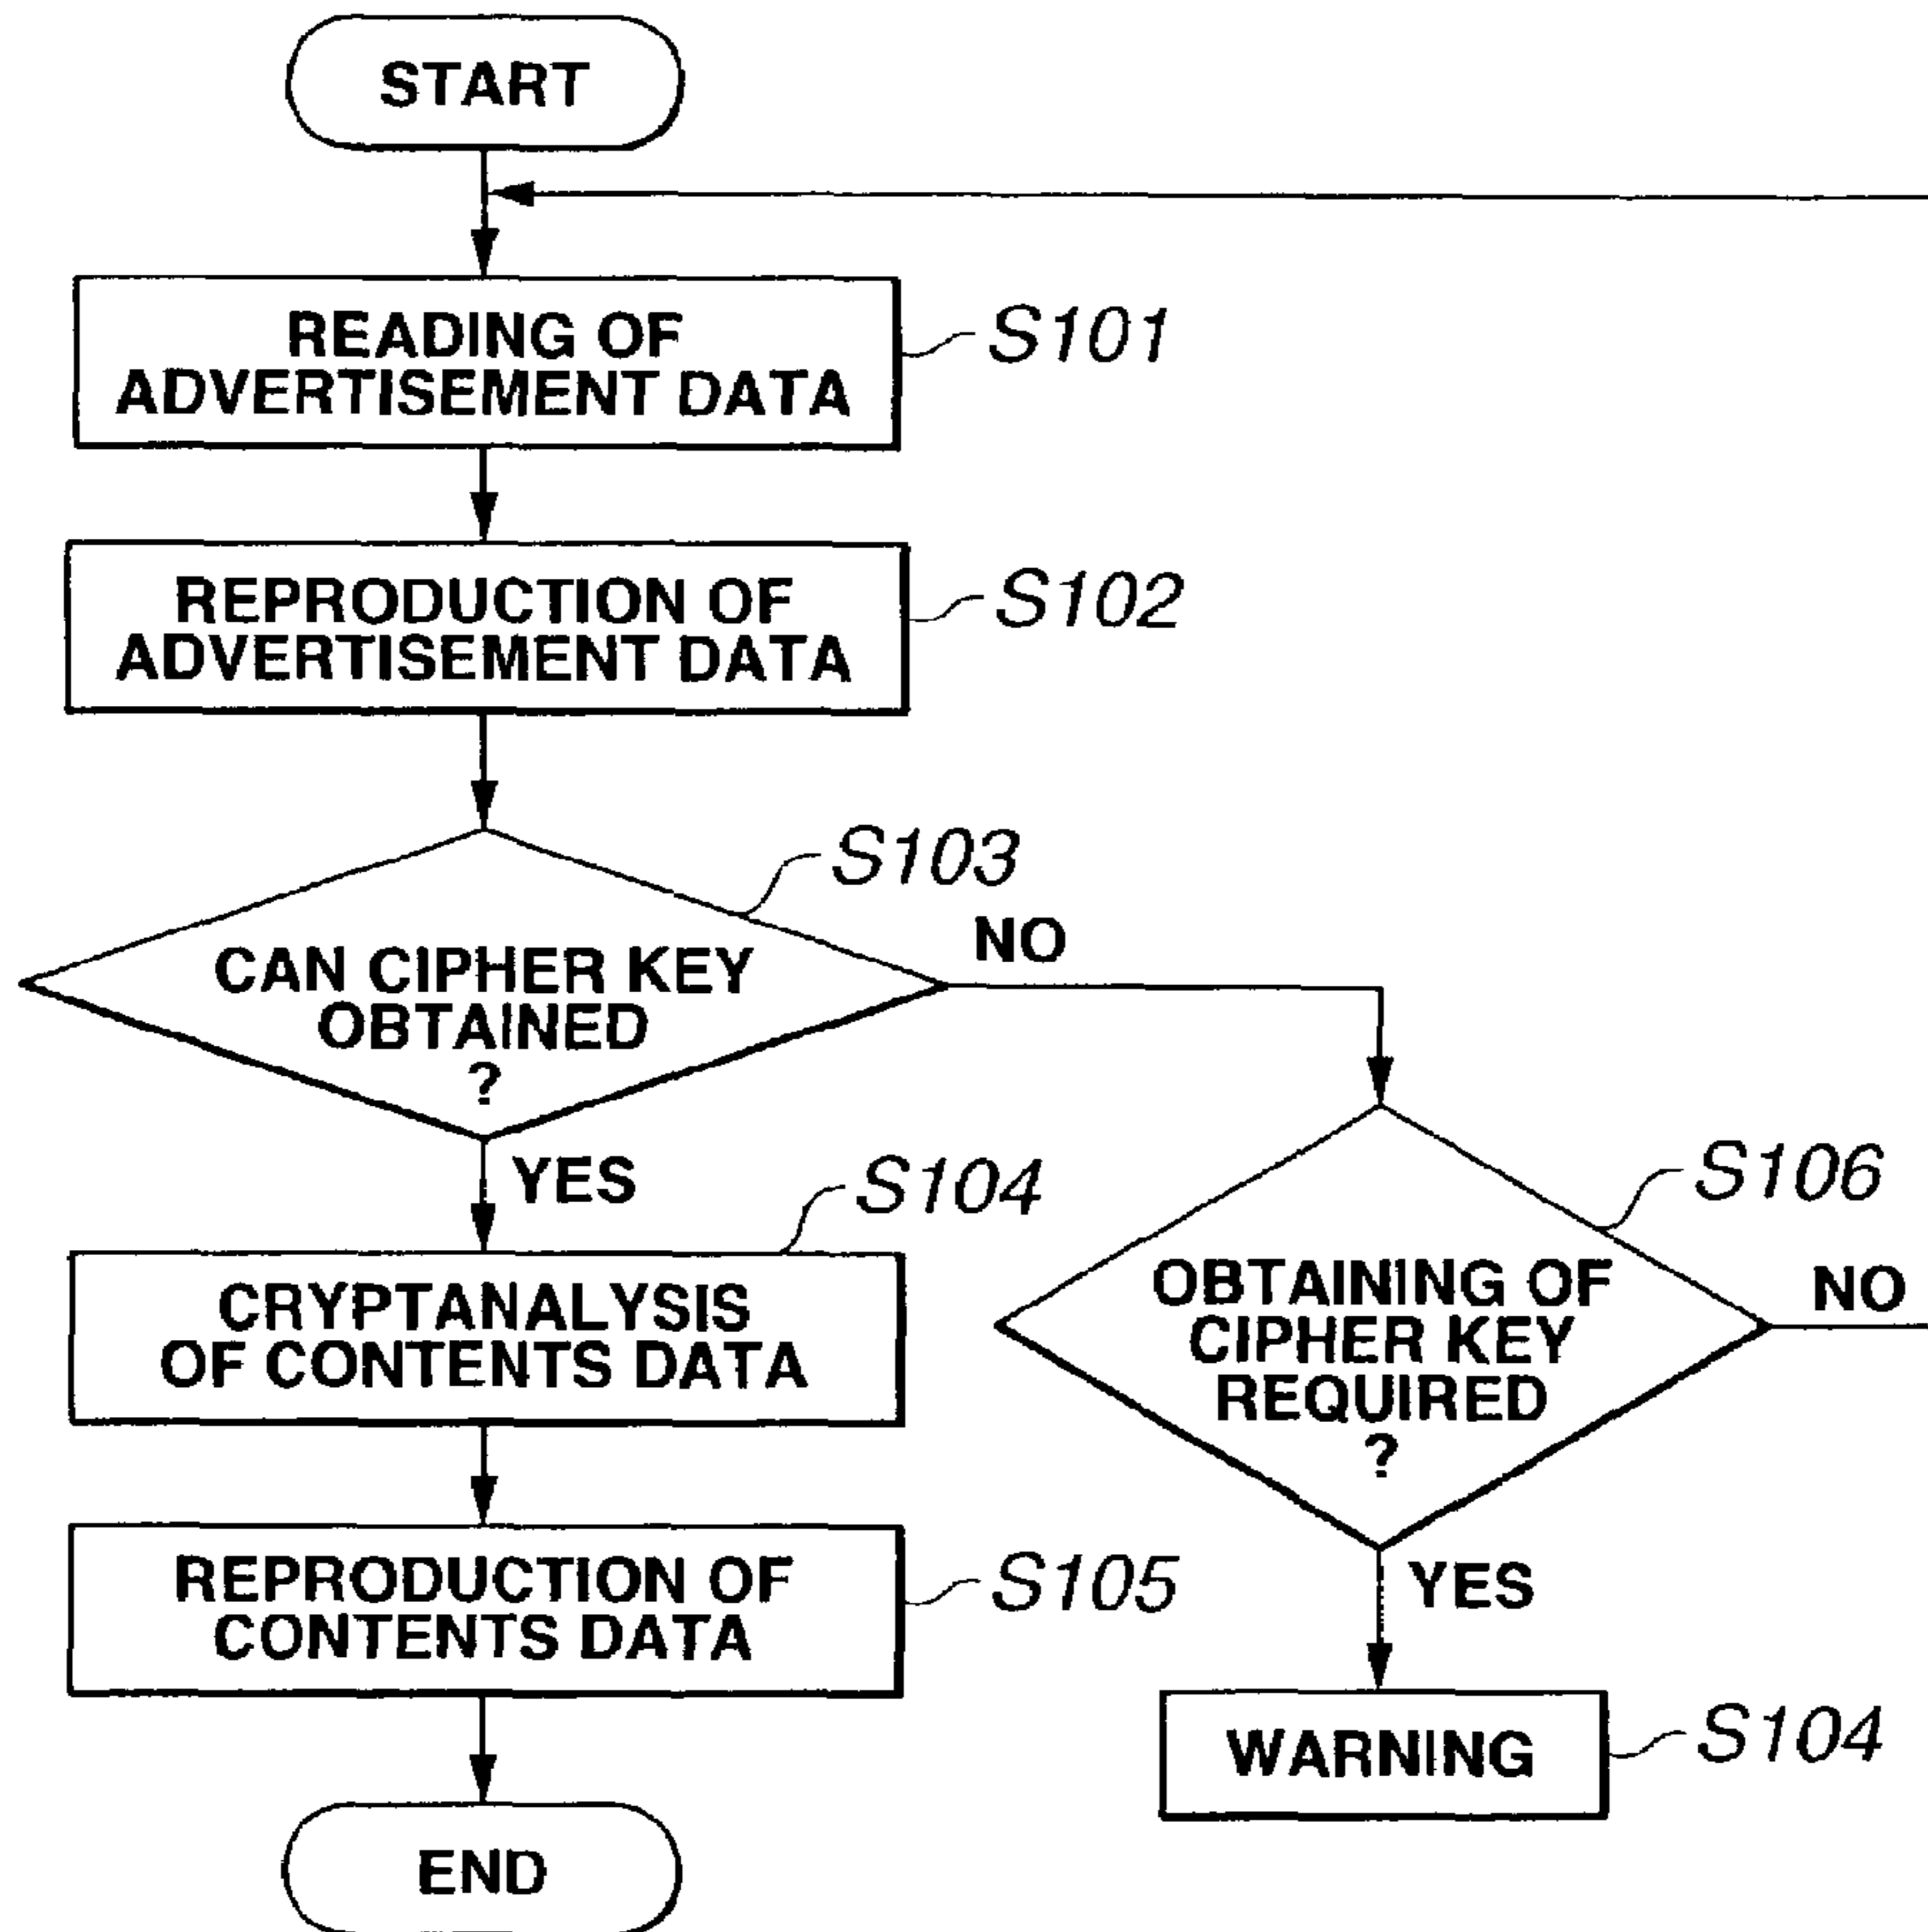 START
READING OF
ADVERTISEMENT DATA
S101
REPRODUCTION OF
ADVERTISEMENT DATA
S102
S103
CAN CIPHER KEY
OBTAINED
?
NO
YES
S104
CRYPTANALYSIS
OF CONTENTS DATA
REPRODUCTION OF
CONTENTS DATA
S105
END
S106
OBTAINING OF
CIPHER KEY
REQUIRED
?
NO
YES
WARNING
S104